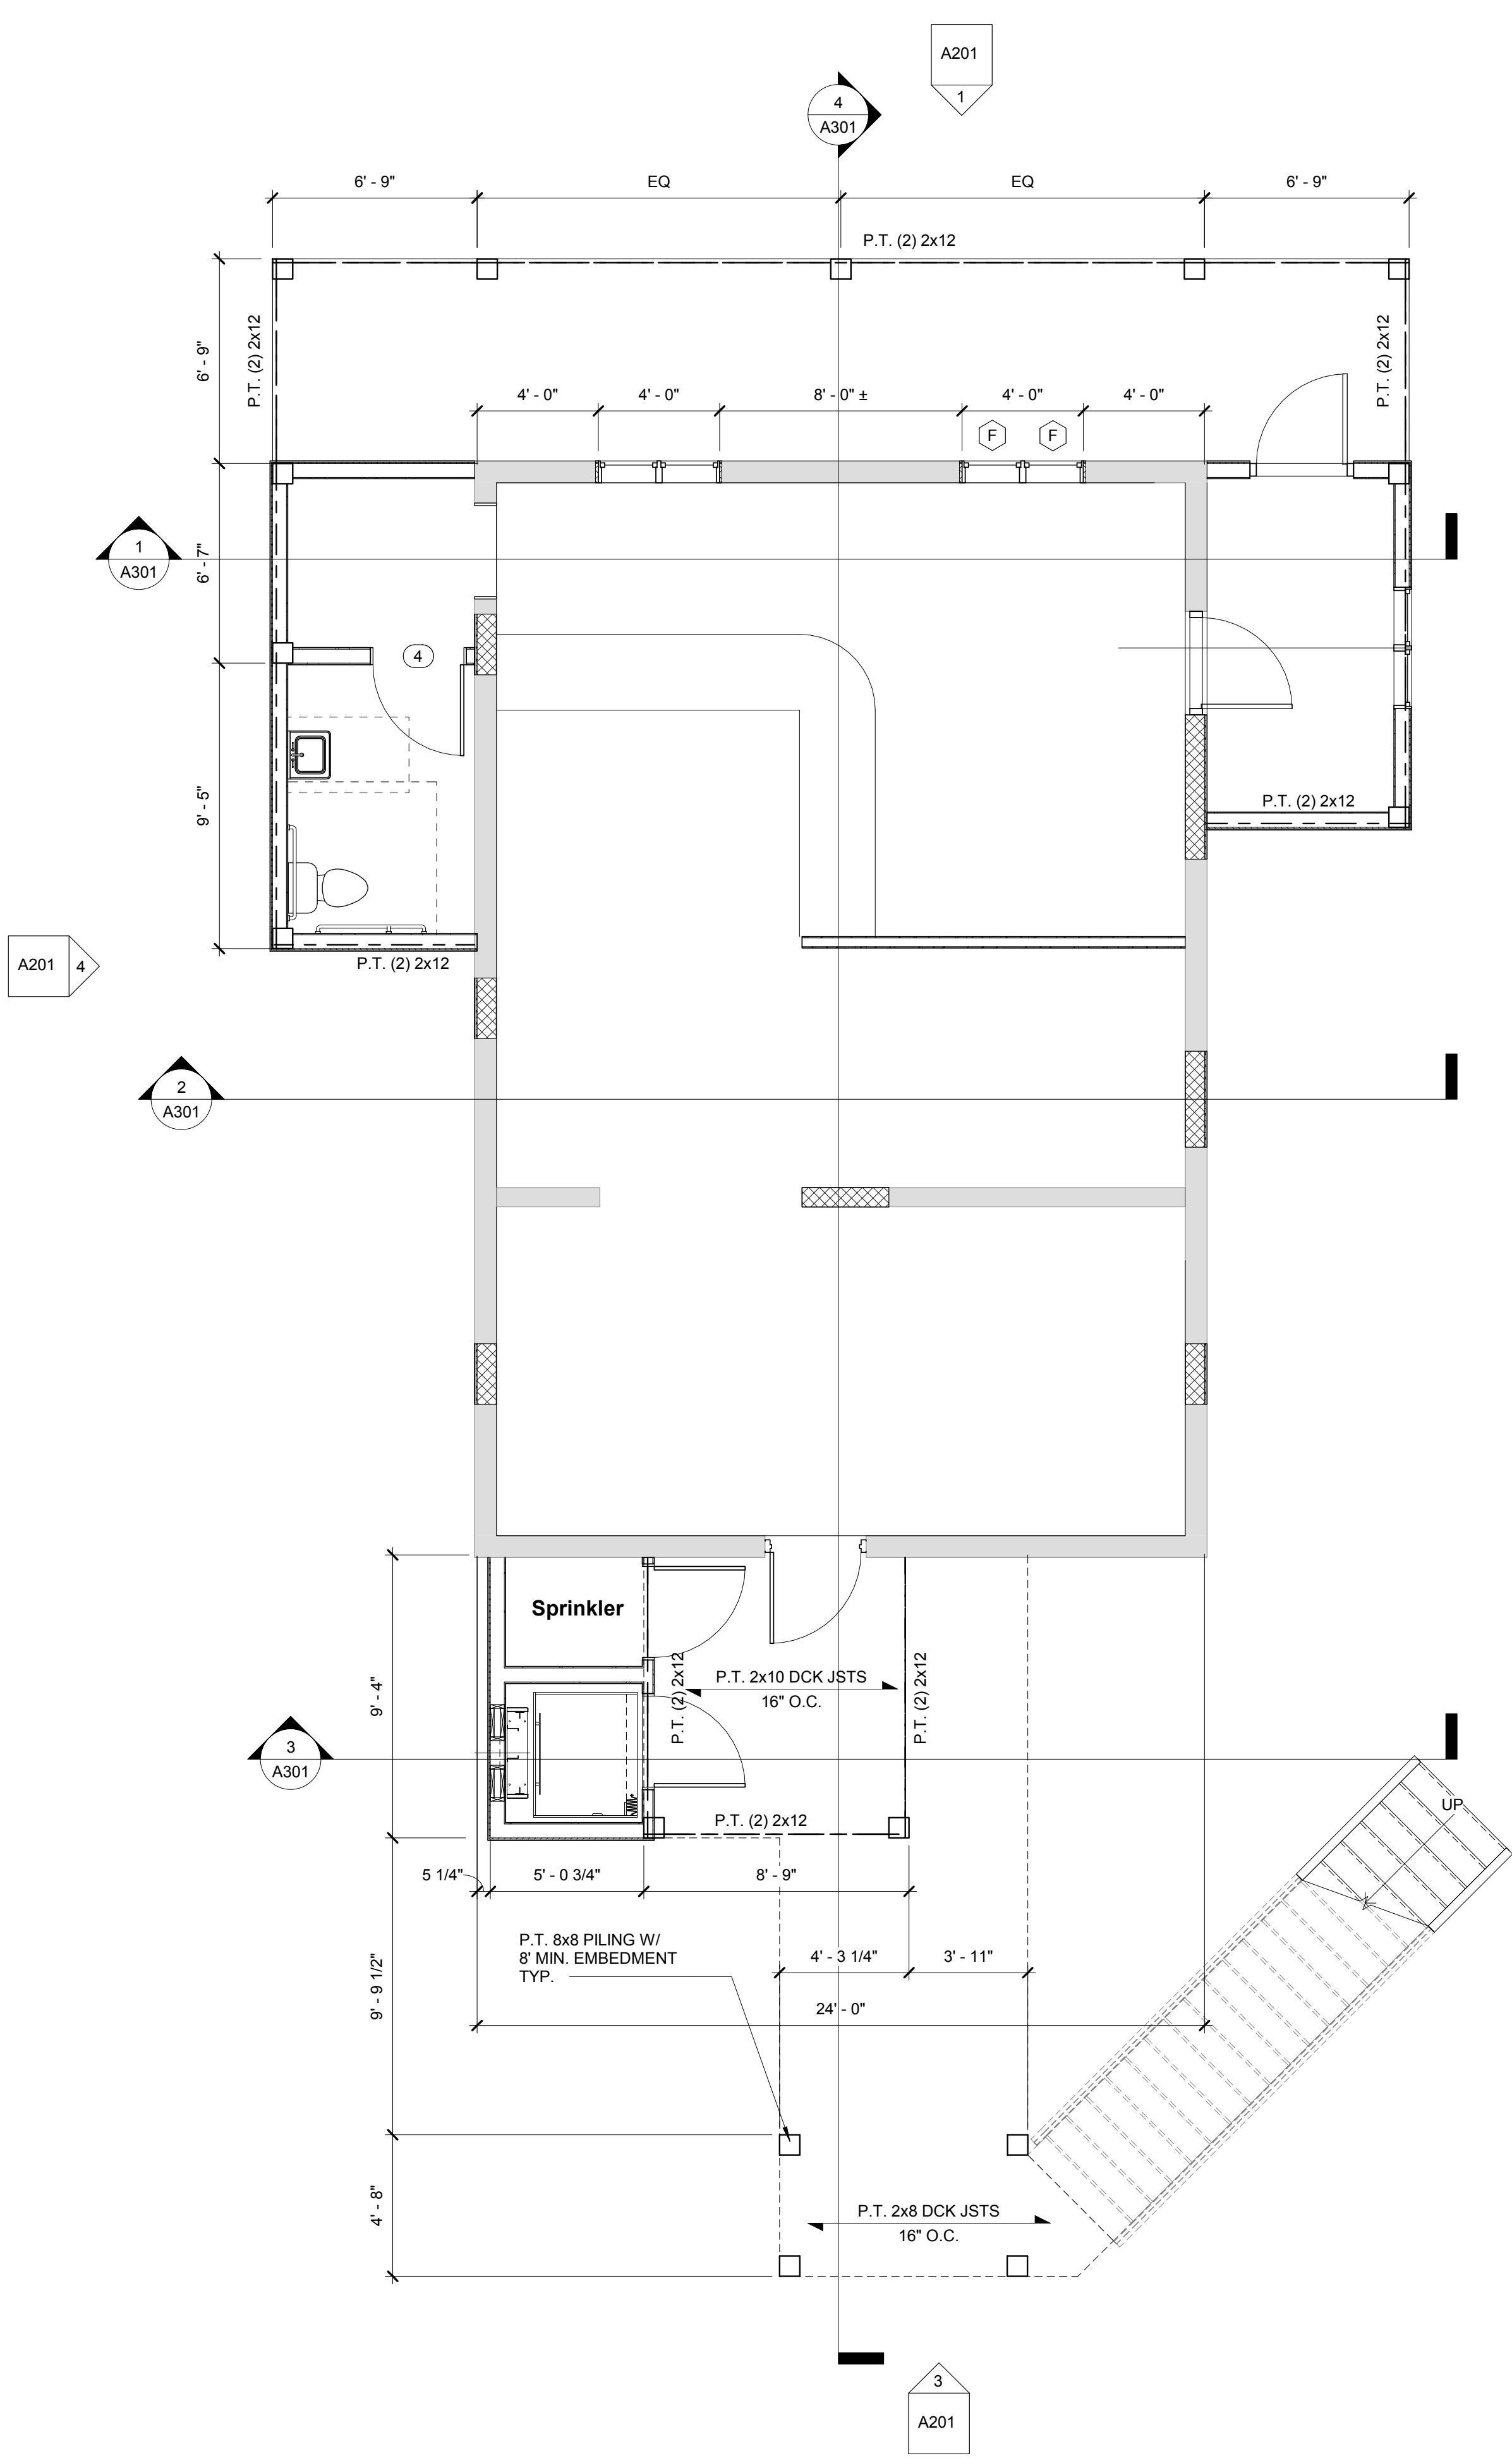 A201
1
4
A301
6' - 9"
EQ
EQ
6' - 9"
P.T. (2) 2x12
P.T. (2) 2x12
P.T. (2) 2x12
6' - 9"
4' - 0"
4' - 0"
8' - 0" ±
4' - 0"
4' - 0"
F
F
1
A301
6' - 7"
4
9' - 5"
P.T. (2) 2x12
A201
4
P.T. (2) 2x12
2
A301
Sprinkler
9' - 4"
P.T. (2) 2x12
P.T. 2x10 DCK JSTS
16" O.C.
P.T. (2) 2x12
3
A301
UP
P.T. (2) 2x12
5 1/4"
5' - 0 3/4"
8' - 9"
P.T. 8x8 PILING W/
8' MIN. EMBEDMENT
TYP.
4' - 3 1/4"
3' - 11"
9' - 9 1/2"
24' - 0"
4' - 8"
P.T. 2x8 DCK JSTS
16" O.C.
3
A201